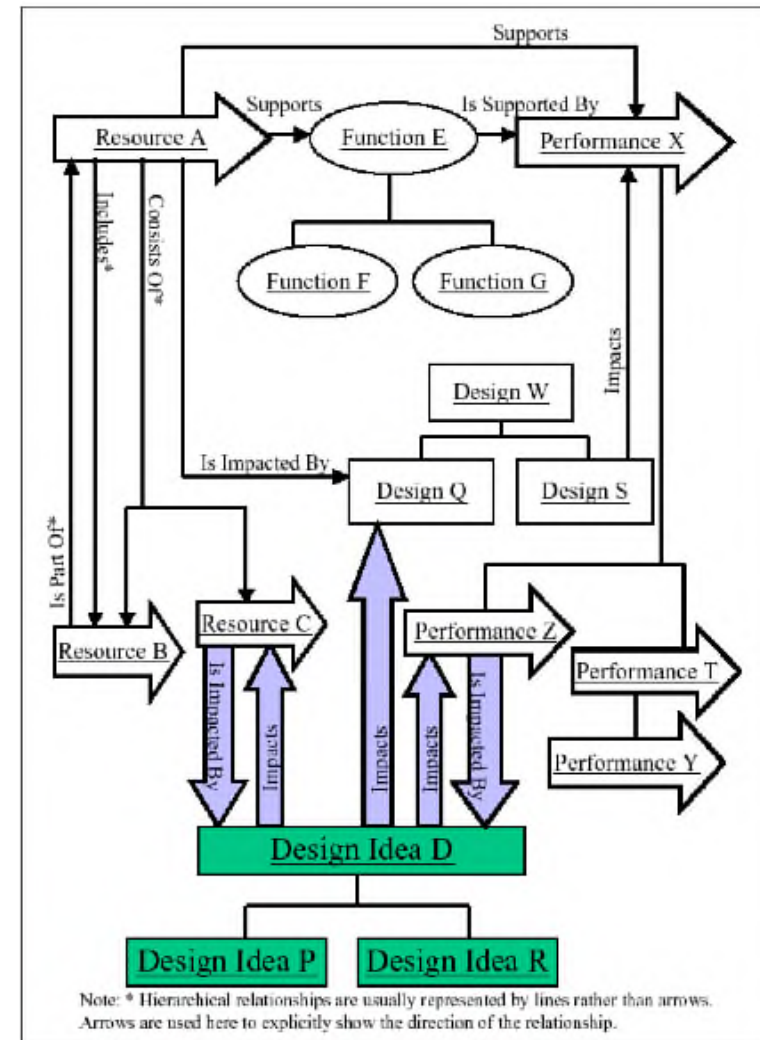 Supports
Supports
Is Supported By
Resource A
Function E
Performance X
Includes*
Consists Of*
Function F
Function G
Impacts
Design W
Is Impacted By
Design Q
Design S
Is Part Of*
Resource C
Performance Z
Resource B
Performance T
Is Impacted By
Impacts
Impacts
Impacts
Is Impacted By
Performance Y
Design Idea D
Design Idea P
Design Idea R
Note: * Hierarchical relationships are usually represented by lines rather than arrows.
Arrows are used here to explicitly show the direction of the relationship.